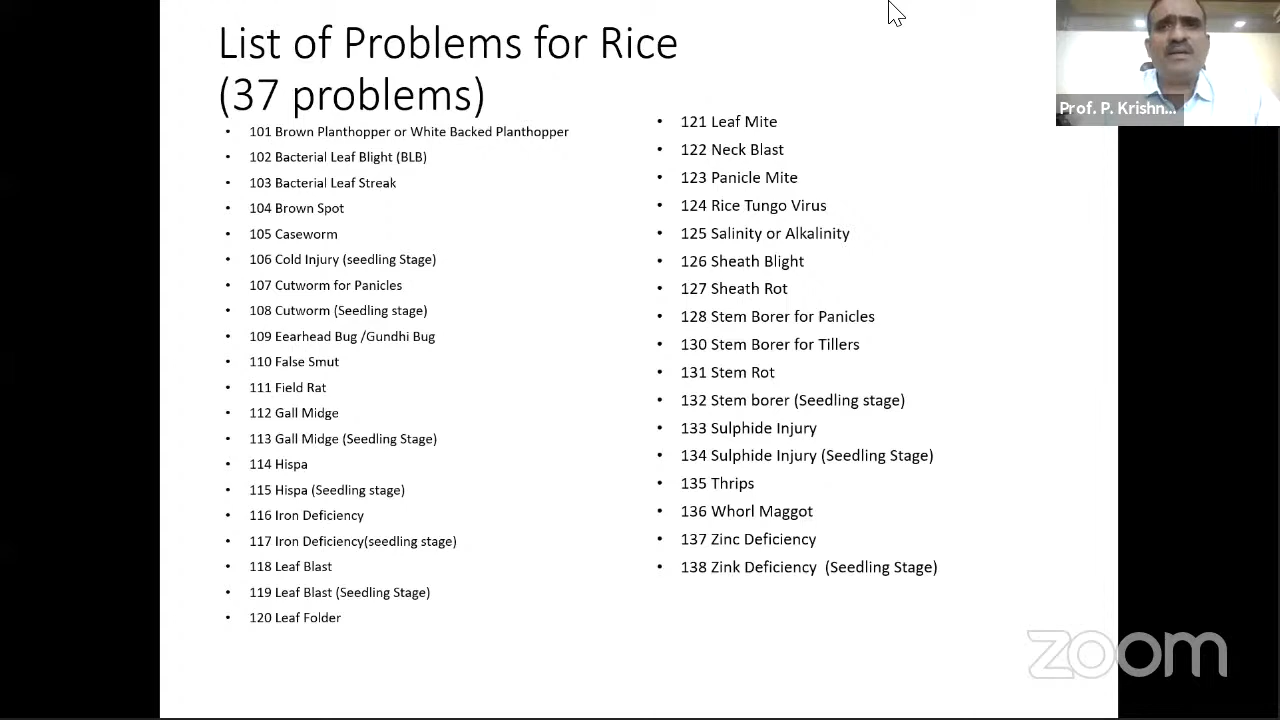 List of Problems for Rice
(37 problems)
• 101 Brown Planthopper or White Backed Planthopper
• 102 Bacterial Leaf Blight (BLB)
• 103 Bacterial Leaf Streak
• 104 Brown Spot
• 105 Caseworm
• 106 Cold Injury (seedling Stage)
• 107 Cutworm for Panicles
• 108 Cutworm (Seedling stage)
• 109 Eearhead Bug /Gundhi Bug
• 110 False Smut
• 111 Field Rat
• 112 Gall Midge
• 113 Gall Midge (Seedling Stage)
• 114 Hispa
• 115 Hispa (Seedling stage)
• 116 Iron Deficiency
• 117 Iron Deficiency(seedling stage)
• 118 Leaf Blast
• 119 Leaf Blast (Seedling Stage)
• 120 Leaf Folder
• 121 Leaf Mite
• 122 Neck Blast
• 123 Panicle Mite
• 124 Rice Tungo Virus
• 125 Salinity or Alkalinity
• 126 Sheath Blight
• 127 Sheath Rot
• 128 Stem Borer for Panicles
• 130 Stem Borer for Tillers
• 131 Stem Rot
• 132 Stem borer (Seedling stage)
• 133 Sulphide Injury
• 134 Sulphide Injury (Seedling Stage)
• 135 Thrips
• 136 Whorl Maggot
• 137 Zinc Deficiency
• 138 Zink Deficiency  (Seedling Stage)
Prof. P. Krishn...
zoom